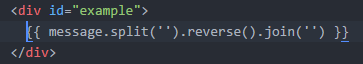 <div id="example">
{{ message.split('').reverse().join('') }}
</div>